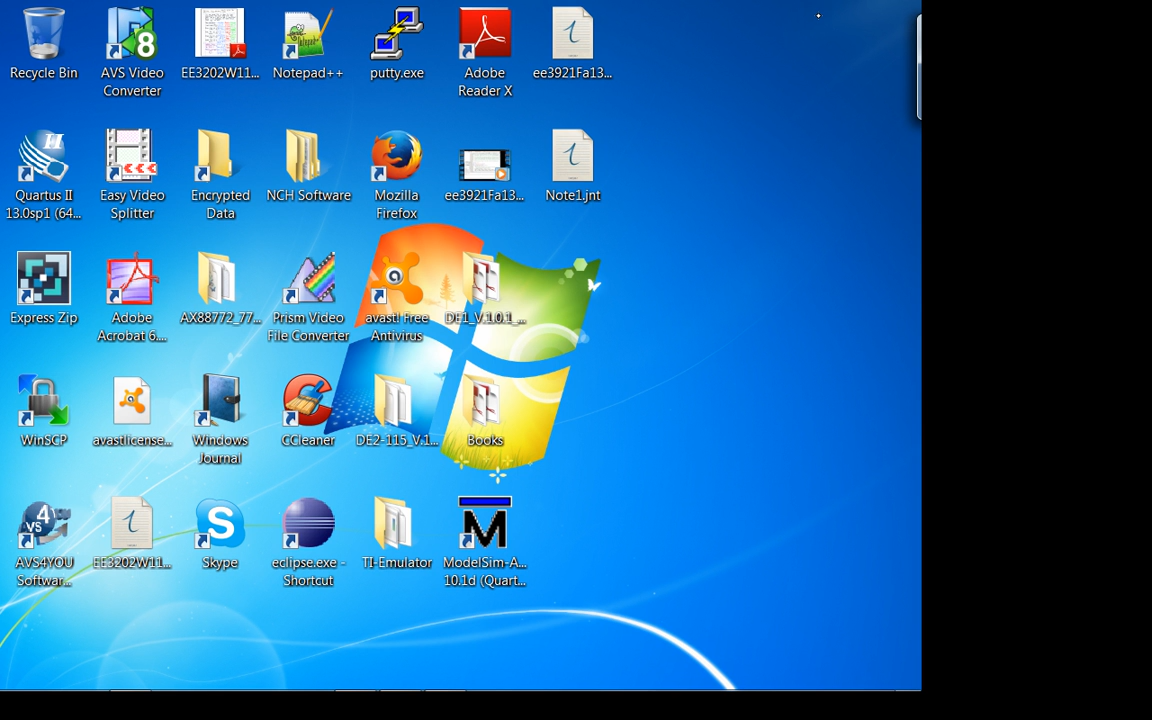 Recycle Bin
AVS Video
Converter
EE3202W11...
Notepad++
putty.exe
Adobe
Reader X
ee3921Fa13...
Quartus II
13.0sp1 (64...
Easy Video
Splitter
Encrypted
Data
NCH Software
Mozilla
Firefox
ee3921Fa13...
Note1.jnt
Express Zip
Adobe
Acrobat 6....
AX88772_77...
Prism Video
File Converter
avast! Free
Antivirus
DE1_V.1.0.1_...
WinSCP
avastlicense...
Windows
Journal
CCleaner
DE2-115_V.1...
Books
AVS4YOU
Softwar...
EE3202W11...
Skype
eclipse.exe -
Shortcut
TI-Emulator
ModelSim-A...
10.1d (Quart...